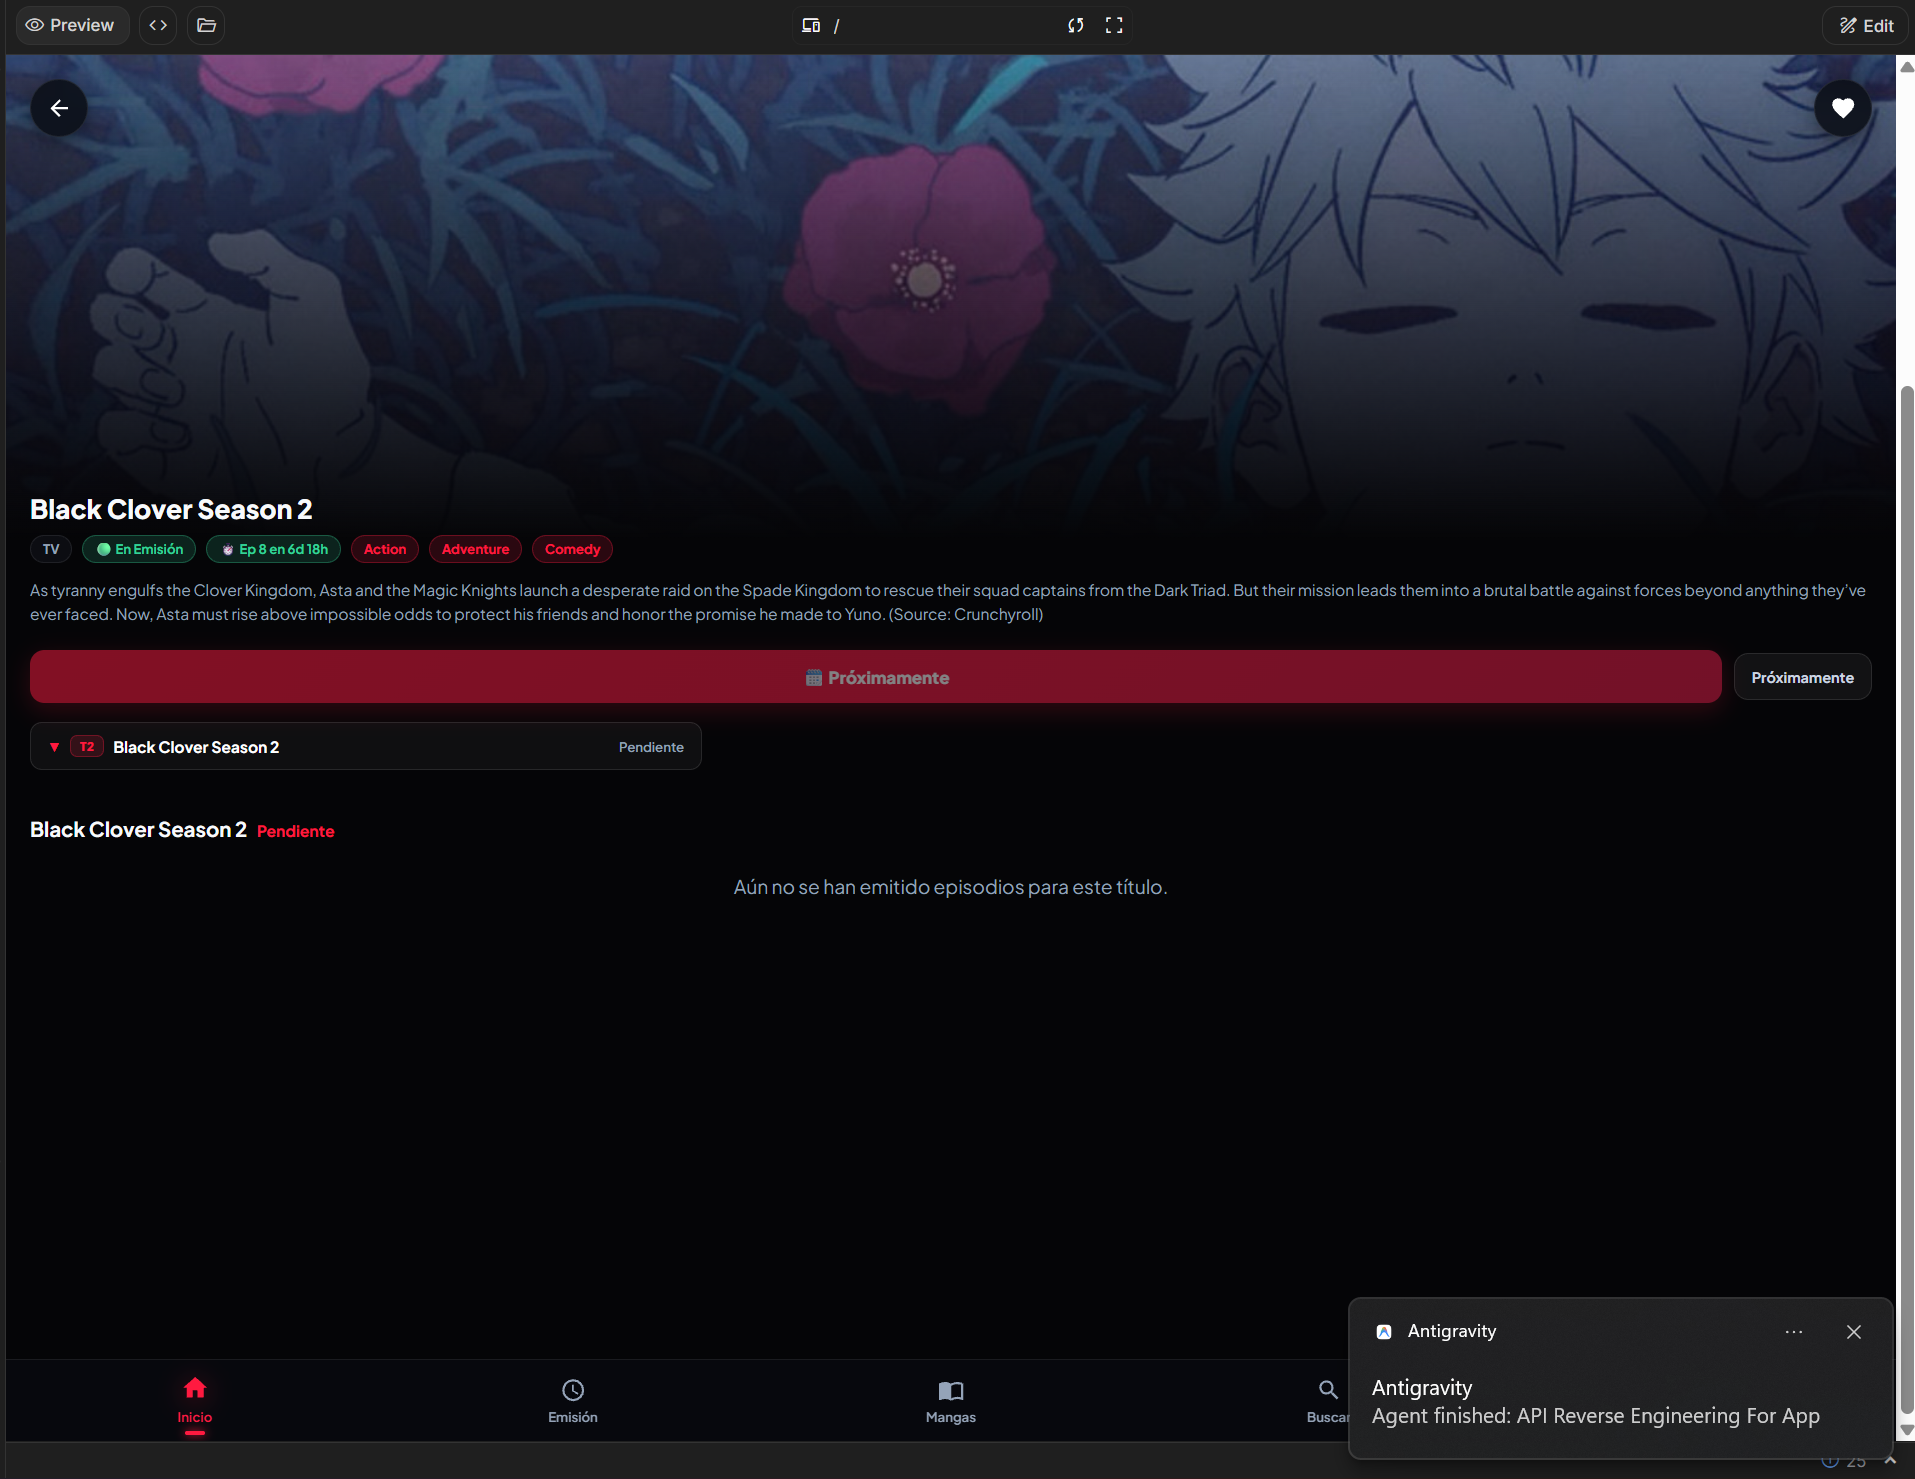 Preview
/
Edit
Black Clover Season 2
TV
En Emisión
Ep 8 en 6d 18h
Action
Adventure
Comedy
As tyranny engulfs the Clover Kingdom, Asta and the Magic Knights launch a desperate raid on the Spade Kingdom to rescue their squad captains from the Dark Triad. But their mission leads them into a brutal battle against forces beyond anything they've
ever faced. Now, Asta must rise above impossible odds to protect his friends and honor the promise he made to Yuno. (Source: Crunchyroll)
Próximamente
Próximamente
T2
Black Clover Season 2
Pendiente
Black Clover Season 2 Pendiente
Aún no se han emitido episodios para este título.
Inicio
Emisión
Mangas
Buscar
Antigravity
Antigravity
Agent finished: API Reverse Engineering For App
25